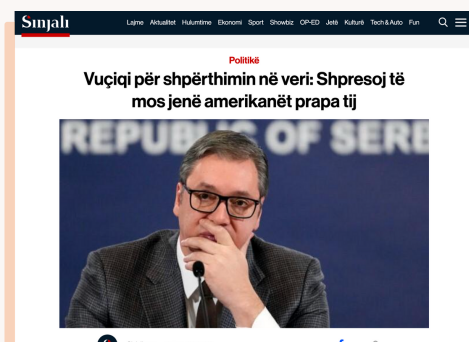 Sinjali
Lajme Aktualitet Hulumtime Ekonomi Sport Showbiz OP-ED Jetë Kulturë Tech & Auto Fun
Politikë
Vuçiqi për shpërthimin në veri: Shpresoj të
mos jenë amerikanët prapa tij
REPUBLIC OF SERB